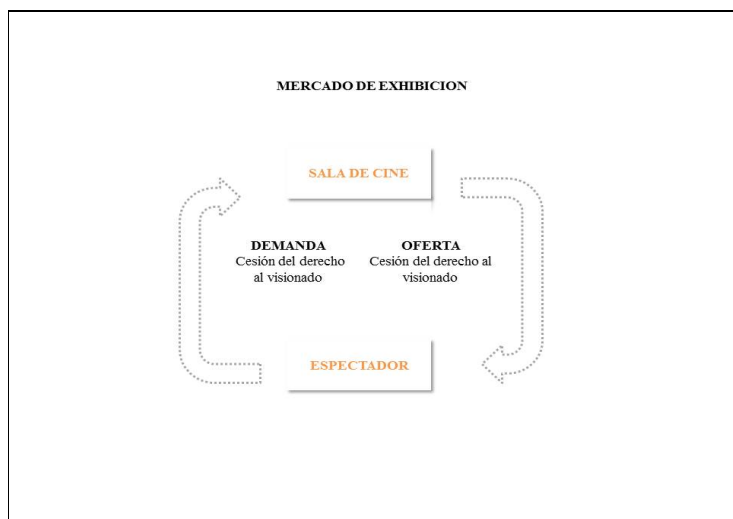 MERCADO DE EXHIBICION
SALA DE CINE
DEMANDA
Cesión del derecho
al visionado
OFERTA
Cesión del derecho al
visionado
ESPECTADOR